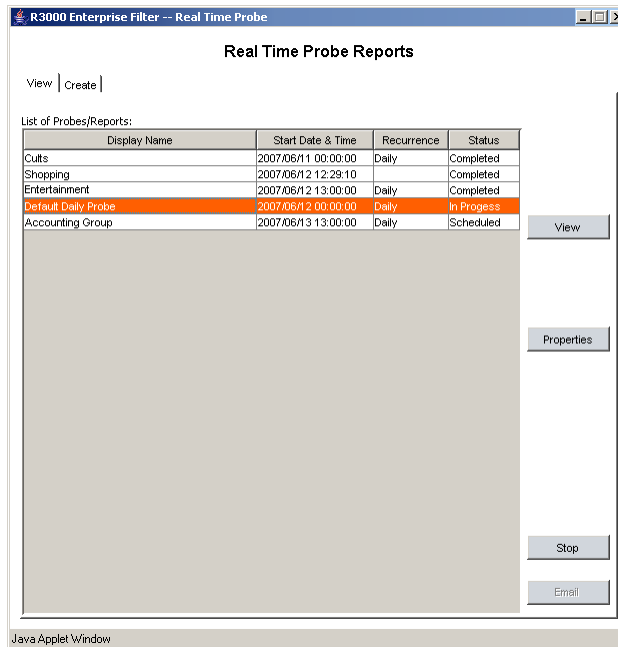 R3000 Enterprise Filter -- Real Time Probe
Real Time Probe Reports
View Create
List of Probes/Reports:
Display Name Start Date & Time Recurrence Status
Cults 2007/06/11 00:00:00 Daily Completed
Shopping 2007/06/12 12:29:10 Completed
Entertainment 2007/06/12 13:00:00 Daily Completed
Default Daily Probe 2007/06/12 00:00:00 Daily In Progess
Accounting Group 2007/06/13 13:00:00 Daily Scheduled
View
Properties
Stop
Email
Java Applet Window